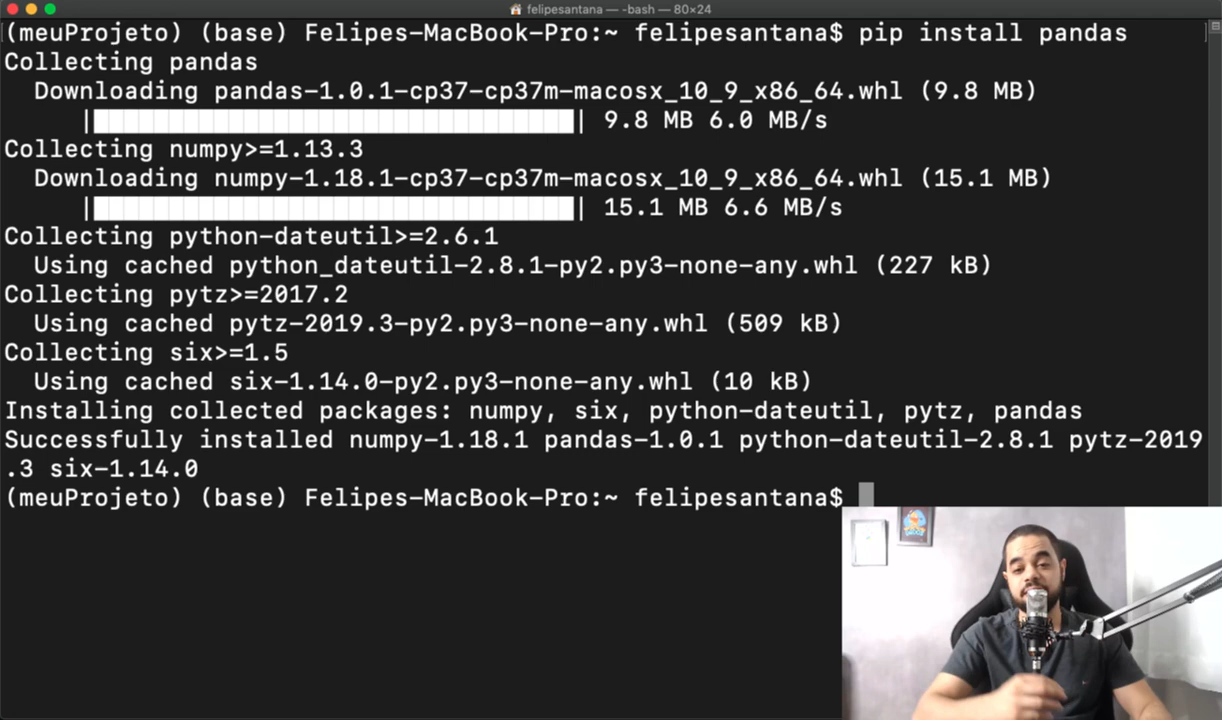 felipesantana — -bash — 80×24
(meuProjeto) (base) Felipes-MacBook-Pro:~ felipesantana$ pip install pandas
Collecting pandas
  Downloading pandas-1.0.1-cp37-cp37m-macosx_10_9_x86_64.whl (9.8 MB)
     |████████████████████████████████| 9.8 MB 6.0 MB/s
Collecting numpy>=1.13.3
  Downloading numpy-1.18.1-cp37-cp37m-macosx_10_9_x86_64.whl (15.1 MB)
     |████████████████████████████████| 15.1 MB 6.6 MB/s
Collecting python-dateutil>=2.6.1
  Using cached python_dateutil-2.8.1-py2.py3-none-any.whl (227 kB)
Collecting pytz>=2017.2
  Using cached pytz-2019.3-py2.py3-none-any.whl (509 kB)
Collecting six>=1.5
  Using cached six-1.14.0-py2.py3-none-any.whl (10 kB)
Installing collected packages: numpy, six, python-dateutil, pytz, pandas
Successfully installed numpy-1.18.1 pandas-1.0.1 python-dateutil-2.8.1 pytz-2019
.3 six-1.14.0
(meuProjeto) (base) Felipes-MacBook-Pro:~ felipesantana$